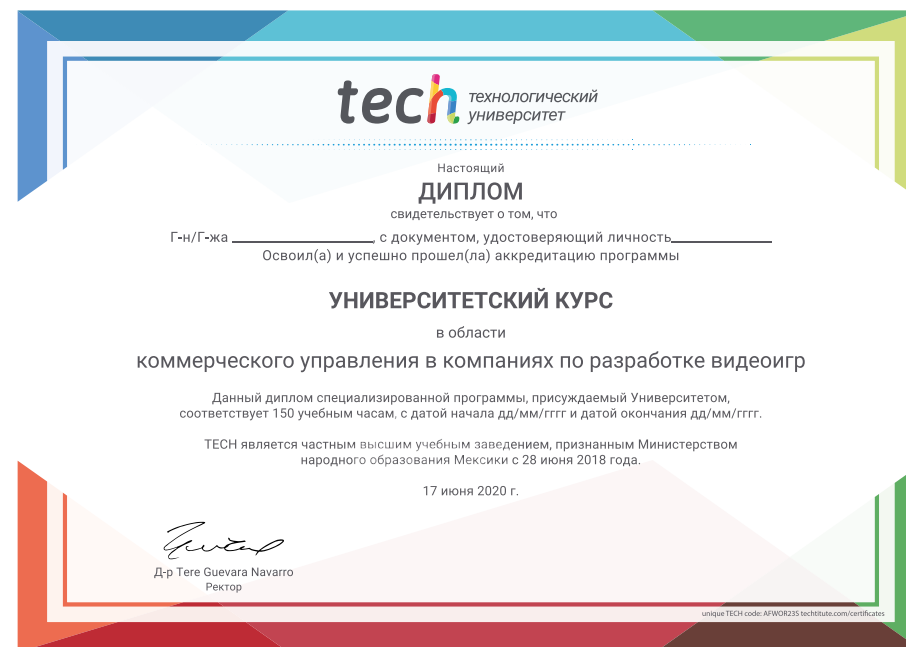 tech технологический
университет
Настоящий
ДИПЛОМ
свидетельствует о том, что
Г-н/Г-жа ____________________, с документом, удостоверяющий личность______________
Освоил(а) и успешно прошел(ла) аккредитацию программы
УНИВЕРСИТЕТСКИЙ КУРС
в области
коммерческого управления в компаниях по разработке видеоигр
Данный диплом специализированной программы, присуждаемый Университетом,
соответствует 150 учебным часам, с датой начала дд/мм/гггг и датой окончания дд/мм/гггг.
TECH является частным высшим учебным заведением, признанным Министерством
народного образования Мексики с 28 июня 2018 года.
17 июня 2020 г.
Д-р Tere Guevara Navarro
Ректор
unique TECH code: AFWOR23S techtitute.com/certificates